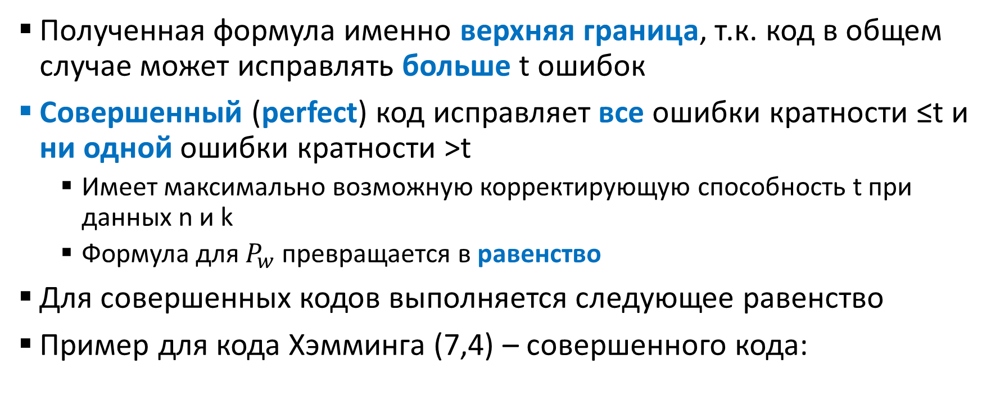 ▪ Полученная формула именно верхняя граница, т.к. код в общем
случае может исправлять больше t ошибок
▪ Совершенный (perfect) код исправляет все ошибки кратности ≤t и
ни одной ошибки кратности >t
▪ Имеет максимально возможную корректирующую способность t при
данных n и k
▪ Формула для P_w превращается в равенство
▪ Для совершенных кодов выполняется следующее равенство
▪ Пример для кода Хэмминга (7,4) – совершенного кода: